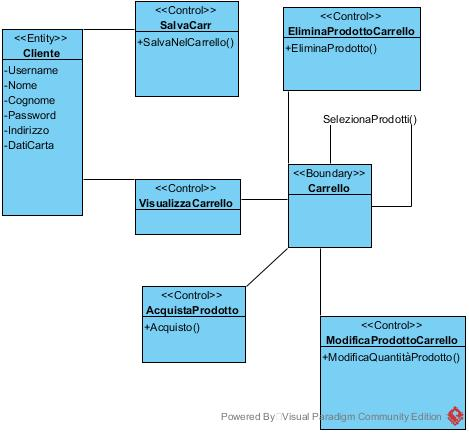 <<Entity>>
Cliente
-Username
-Nome
-Cognome
-Password
-Indirizzo
-DatiCarta
<<Control>>
SalvaCarr
+SalvaNelCarrello()
<<Control>>
EliminaProdottoCarrello
+EliminaProdotto()
SelezionaProdotti()
<<Control>>
VisualizzaCarrello
<<Boundary>>
Carrello
<<Control>>
AcquistaProdotto
+Acquisto()
<<Control>>
ModificaProdottoCarrello
+ModificaQuantitàProdotto()
Powered By Visual Paradigm Community Edition